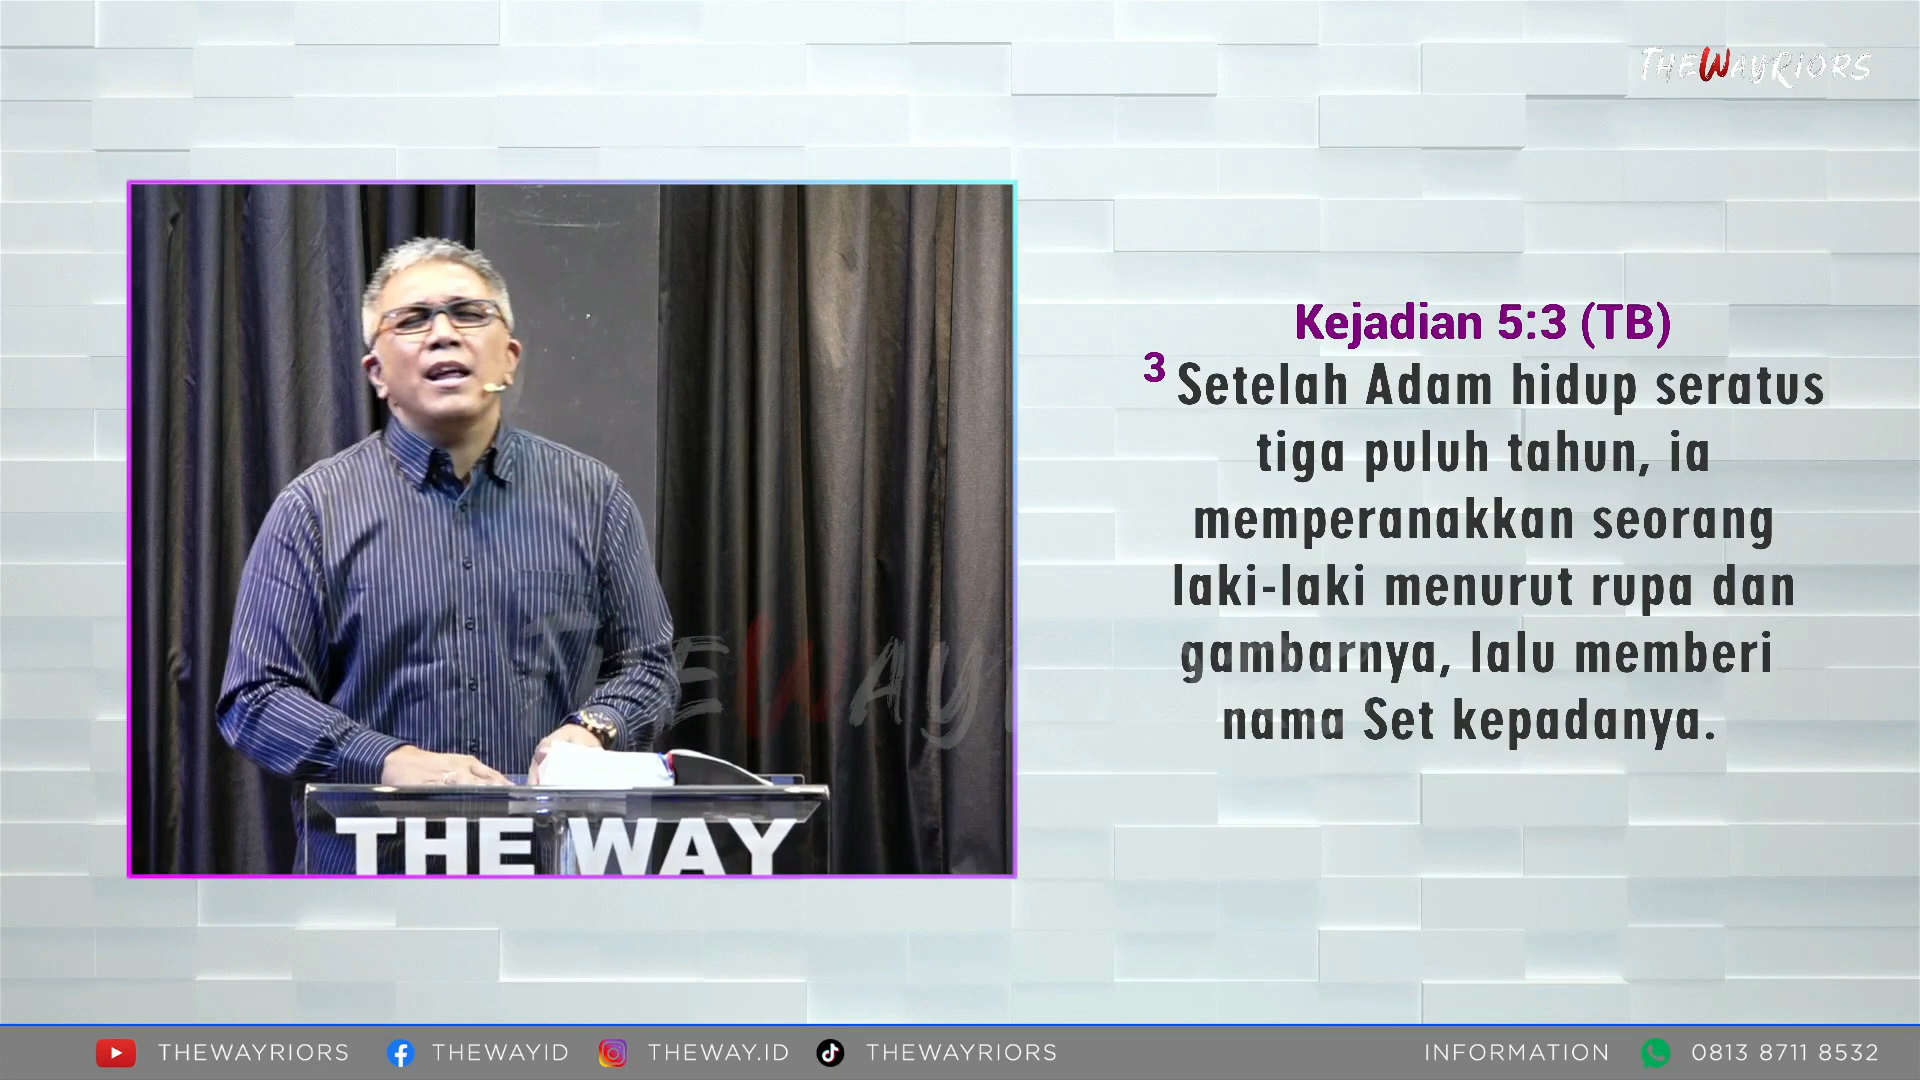 THEWAYRIORS
Kejadian 5:3 (TB)
3 Setelah Adam hidup seratus
tiga puluh tahun, ia
memperanakkan seorang
laki-laki menurut rupa dan
gambarnya, lalu memberi
nama Set kepadanya.
THEWAY
THE WAY
THEWAYRIORS THEWAYID THEWAY.ID THEWAYRIORS INFORMATION 0813 8711 8532